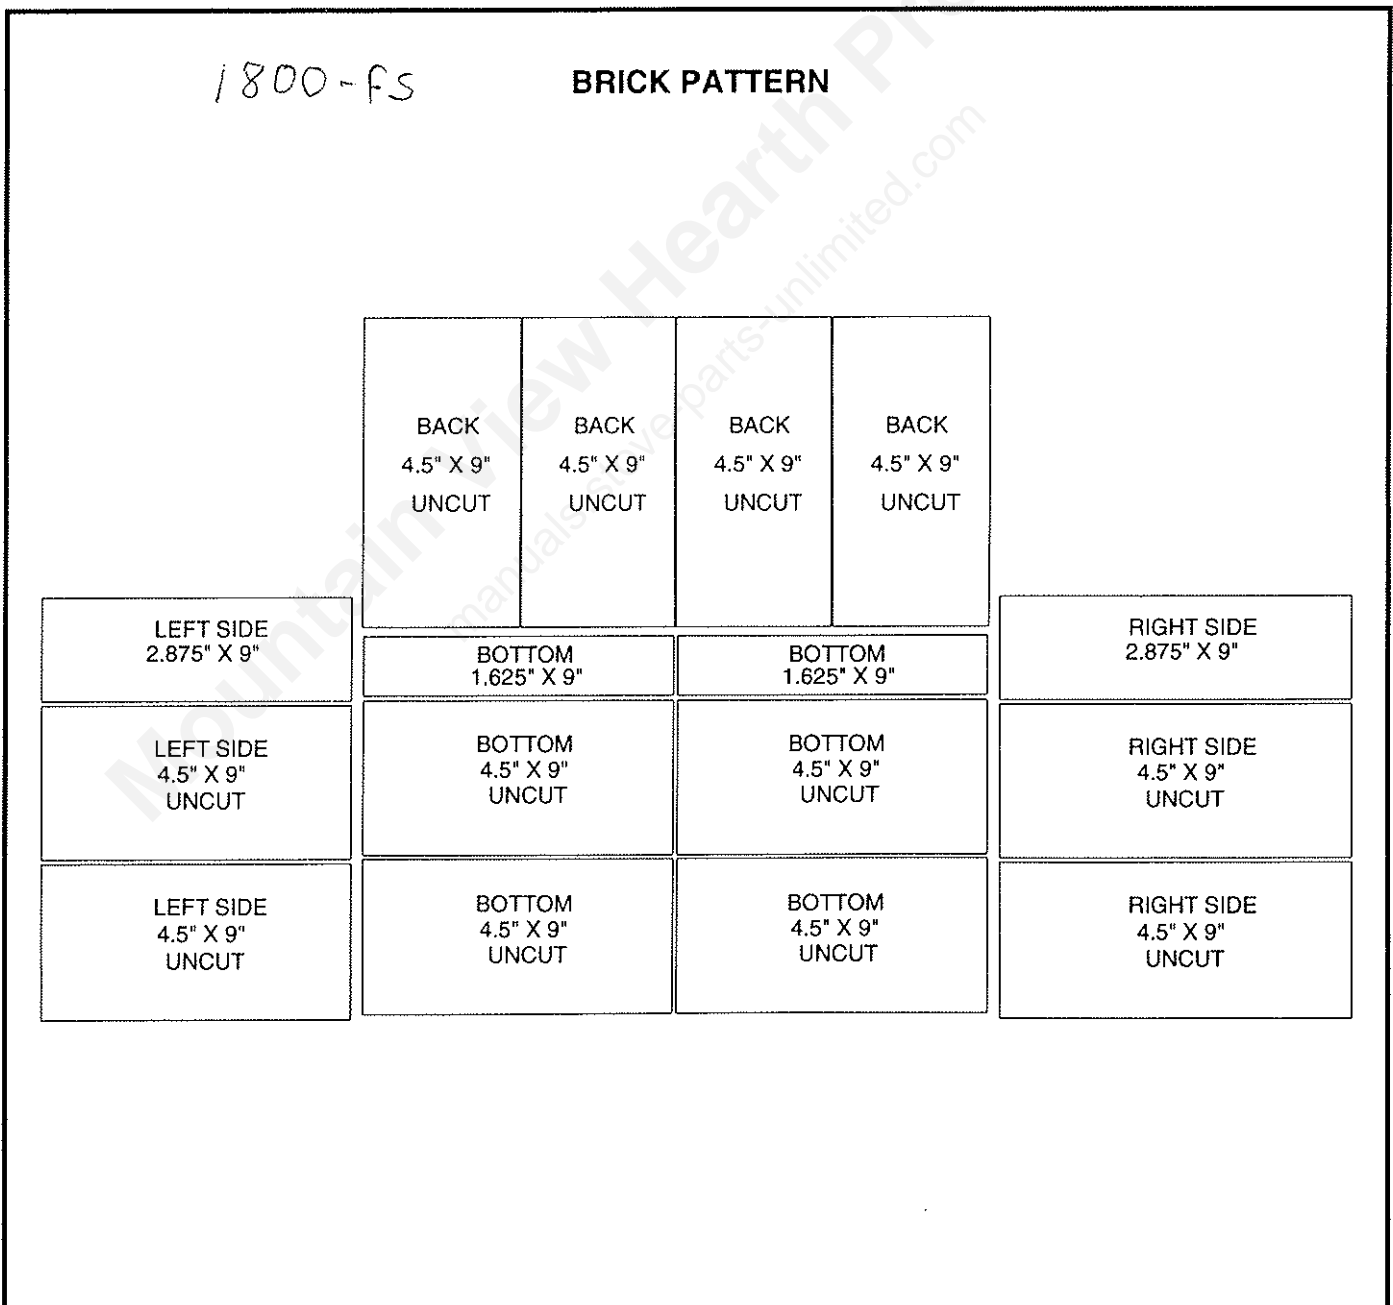 1800-fs
BRICK PATTERN
BACK
4.5" X 9"
UNCUT
BACK
4.5" X 9"
UNCUT
BACK
4.5" X 9"
UNCUT
BACK
4.5" X 9"
UNCUT
LEFT SIDE
2.875" X 9"
BOTTOM
1.625" X 9"
BOTTOM
1.625" X 9"
RIGHT SIDE
2.875" X 9"
LEFT SIDE
4.5" X 9"
UNCUT
BOTTOM
4.5" X 9"
UNCUT
BOTTOM
4.5" X 9"
UNCUT
RIGHT SIDE
4.5" X 9"
UNCUT
LEFT SIDE
4.5" X 9"
UNCUT
BOTTOM
4.5" X 9"
UNCUT
BOTTOM
4.5" X 9"
UNCUT
RIGHT SIDE
4.5" X 9"
UNCUT
Mountain View Hearth
manuals stove parts-unlimited.com